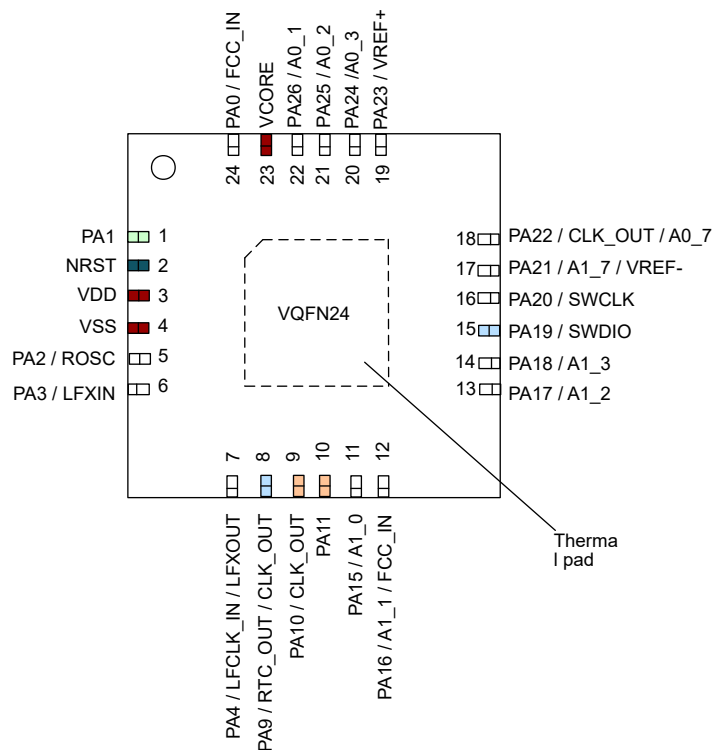 PA0 / FCC_IN
VCORE
PA26 / A0_1
PA25 / A0_2
PA24 /A0_3
PA23 / VREF+
24
23
22
21
20
19
PA1 1
NRST 2
VDD 3
VSS 4
PA2 / ROSC 5
PA3 / LFXIN 6
VQFN24
18 PA22 / CLK_OUT / A0_7
17 PA21 / A1_7 / VREF-
16 PA20 / SWCLK
15 PA19 / SWDIO
14 PA18 / A1_3
13 PA17 / A1_2
7
8
9
10
11
12
PA4 / LFCLK_IN / LFXOUT
PA9 / RTC_OUT / CLK_OUT
PA10 / CLK_OUT
PA11
PA15 / A1_0
PA16 / A1_1 / FCC_IN
Therma
l pad